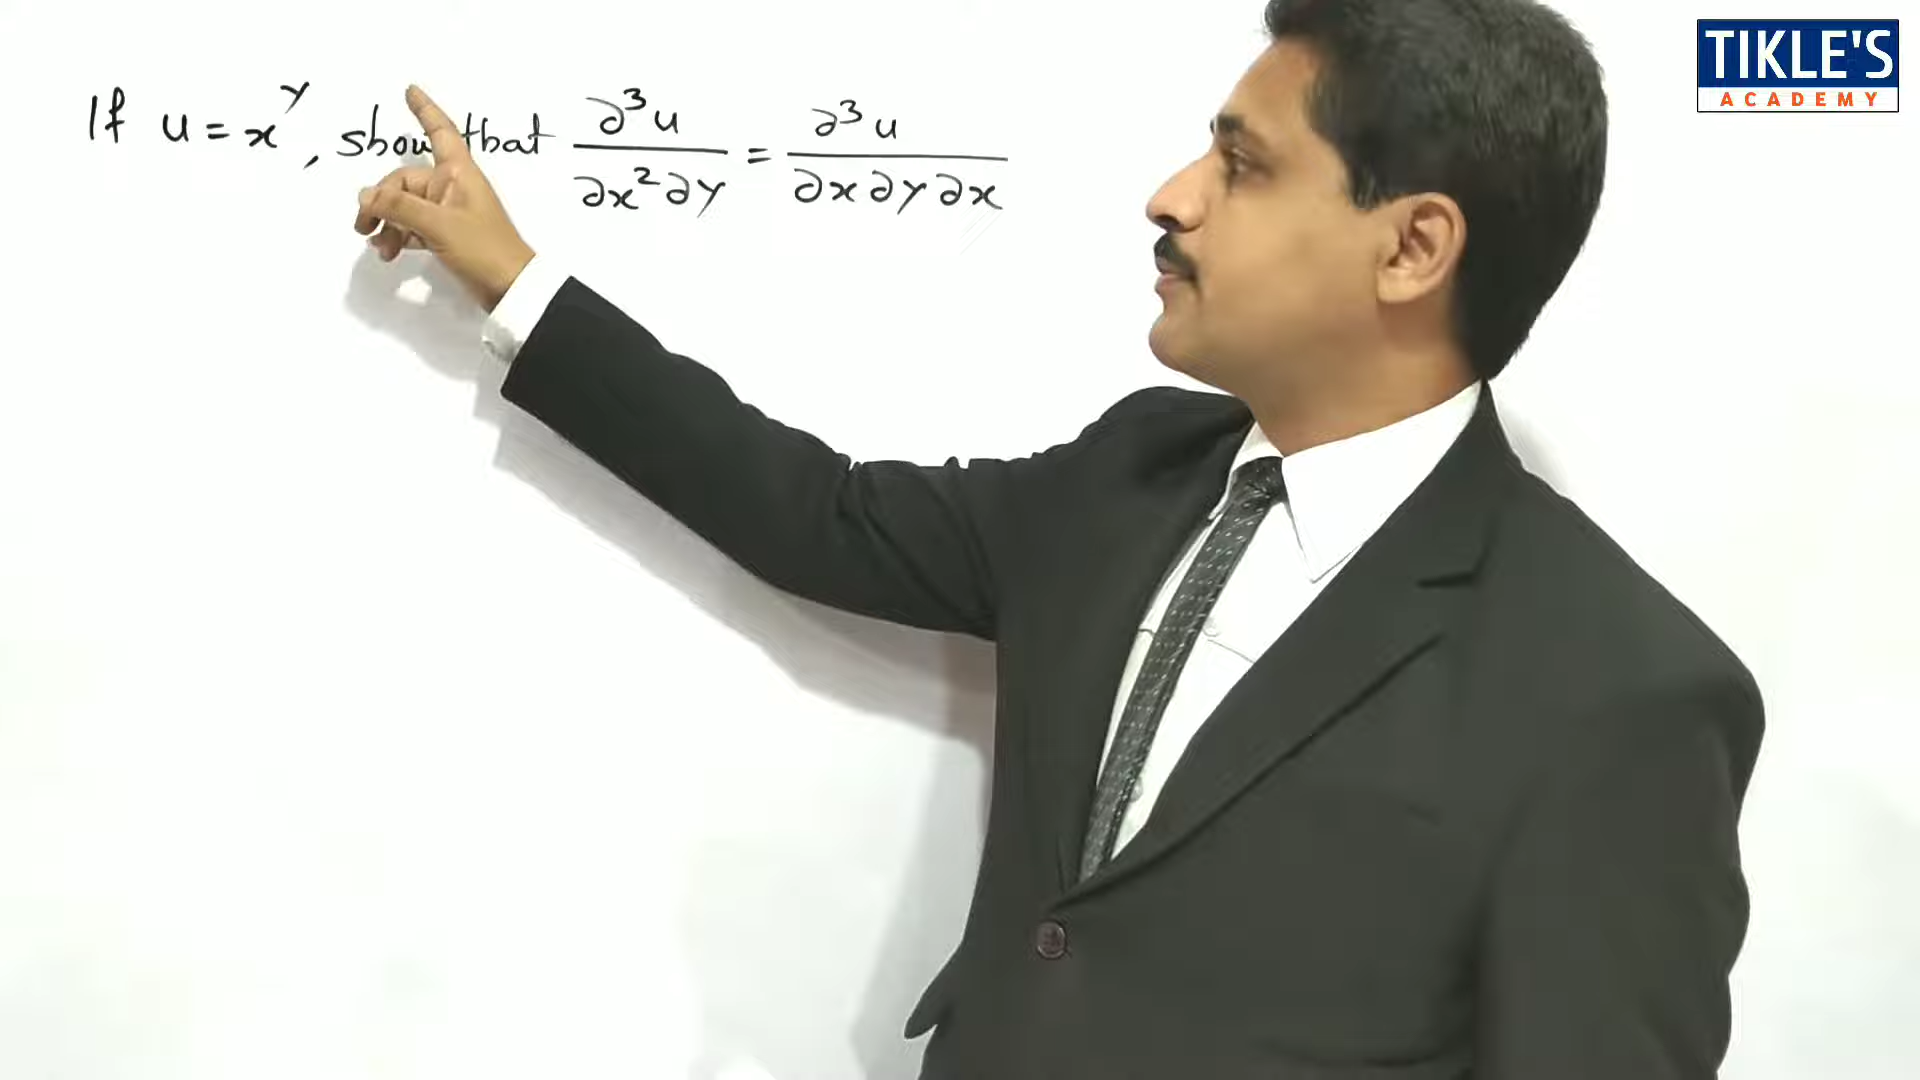 If u = x^y, show that ∂³u/∂x²∂y = ∂³u/∂x∂y∂x
TIKLE'S
ACADEMY